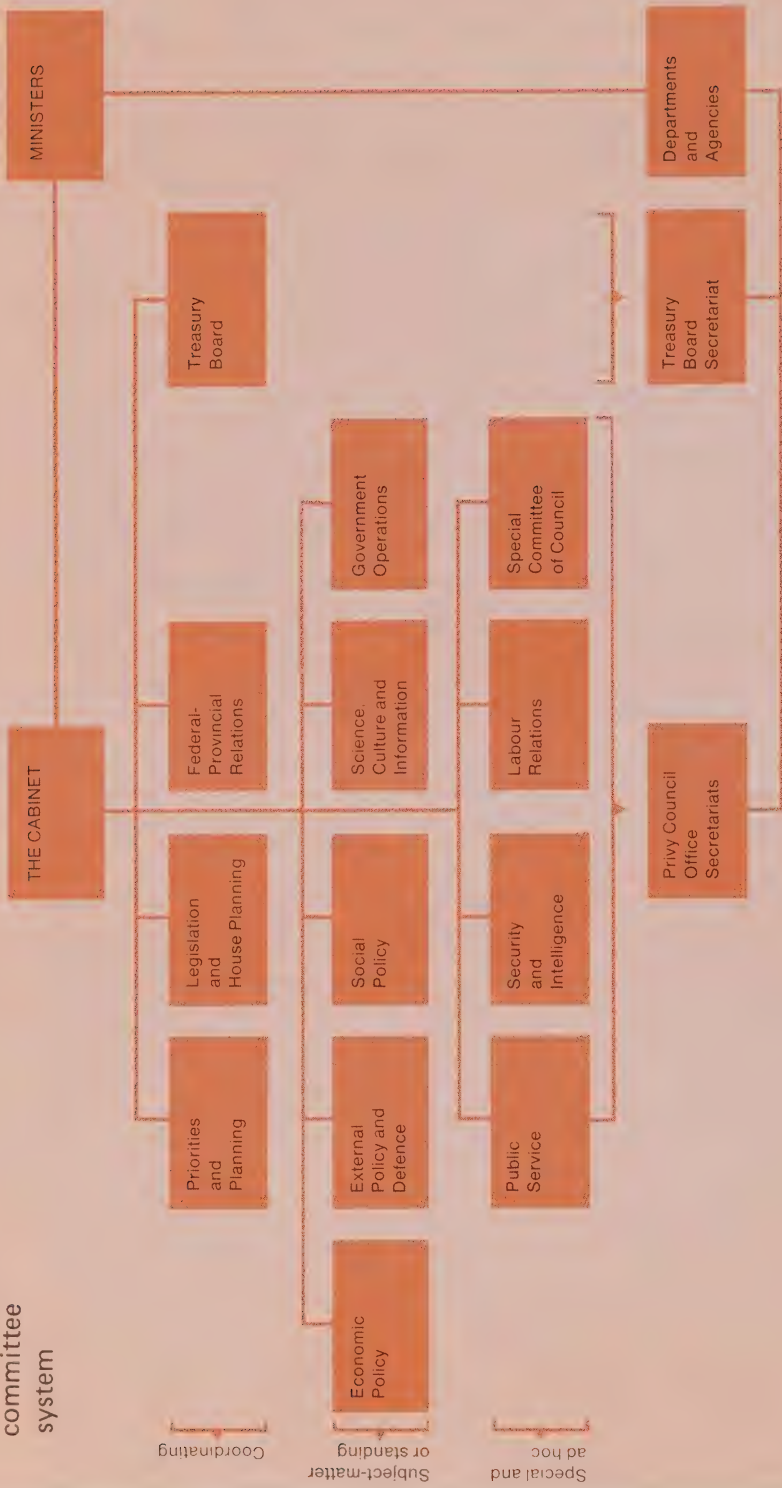 committee
system
THE CABINET
MINISTERS
Coordinating
Priorities
and
Planning
Legislation
and
House Planning
Federal-
Provincial
Relations
Treasury
Board
Subject-matter
or standing
Economic
Policy
External
Policy and
Defence
Social
Policy
Science,
Culture and
Information
Government
Operations
Special and
ad hoc
Public
Service
Security
and
Intelligence
Labour
Relations
Special
Committee
of Council
Privy Council
Office
Secretariats
Treasury
Board
Secretariat
Departments
and
Agencies